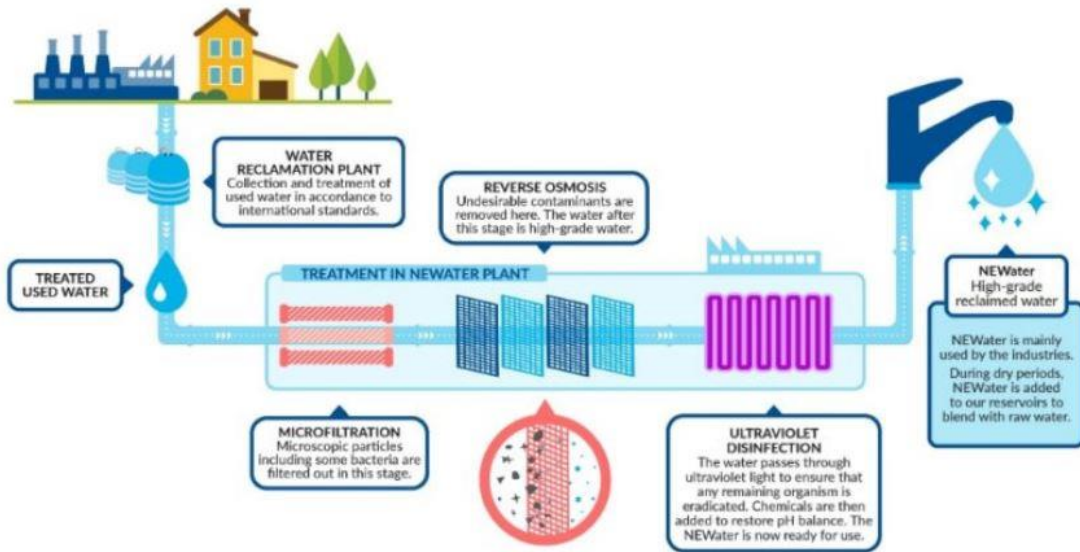 WATER
RECLAMATION PLANT
Collection and treatment of
used water in accordance to
international standards.
TREATED
USED WATER
REVERSE OSMOSIS
Undesirable contaminants are
removed here. The water after
this stage is high-grade water.
TREATMENT IN NEWATER PLANT
MICROFILTRATION
Microscopic particles
including some bacteria are
filtered out in this stage.
ULTRAVIOLET
DISINFECTION
The water passes through
ultraviolet light to ensure that
any remaining organism is
eradicated. Chemicals are then
added to restore pH balance. The
NEWater is now ready for use.
NEWater
High-grade
reclaimed water
NEWater is mainly
used by the industries.
During dry periods,
NEWater is added
to our reservoirs to
blend with raw water.